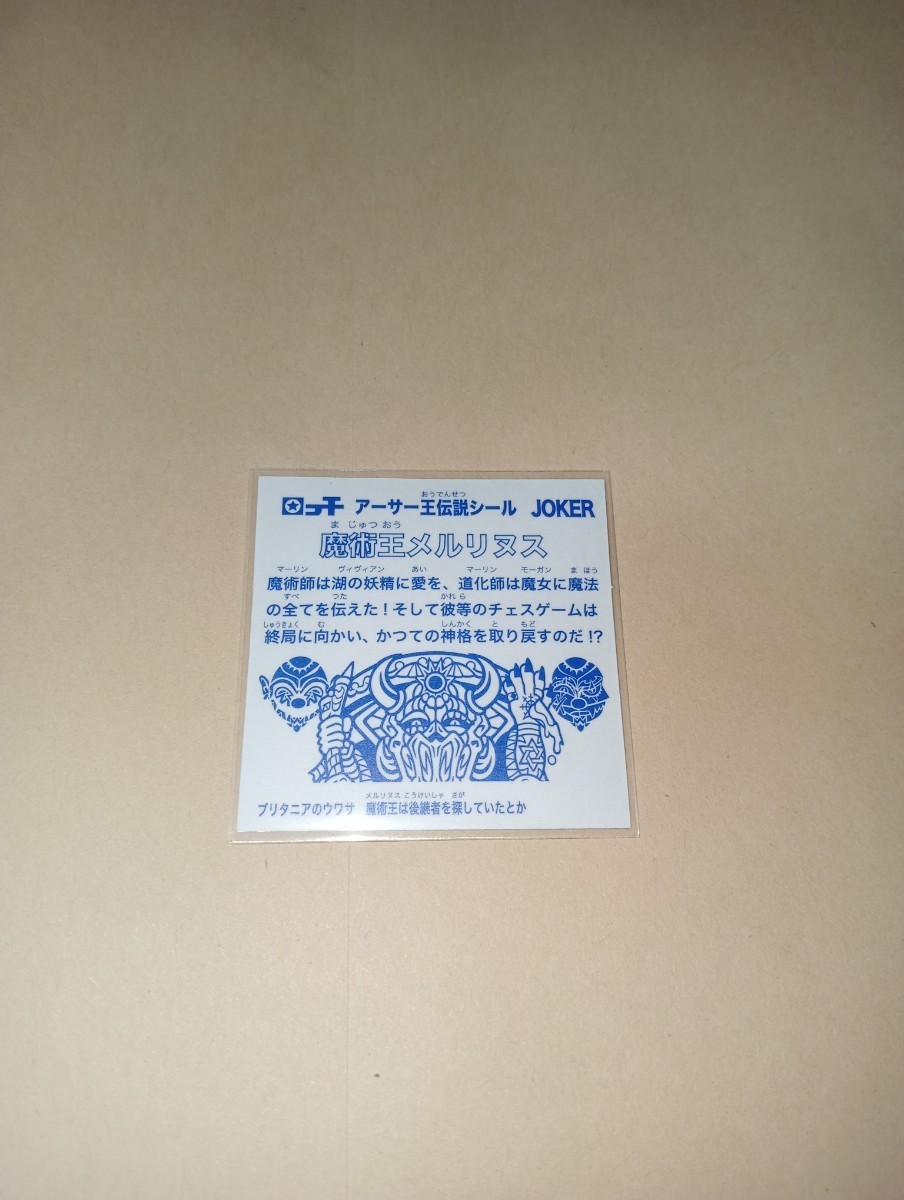 ロッチ アーサー王伝説シール JOKER
魔術王メルリヌス
魔術師は湖の妖精に愛を、道化師は魔女に魔法
の全てを伝えた！そして彼等のチェスゲームは
終局に向かい、かつての神格を取り戻すのだ！？
ブリタニアのウワサ 魔術王は後継者を探していたとか